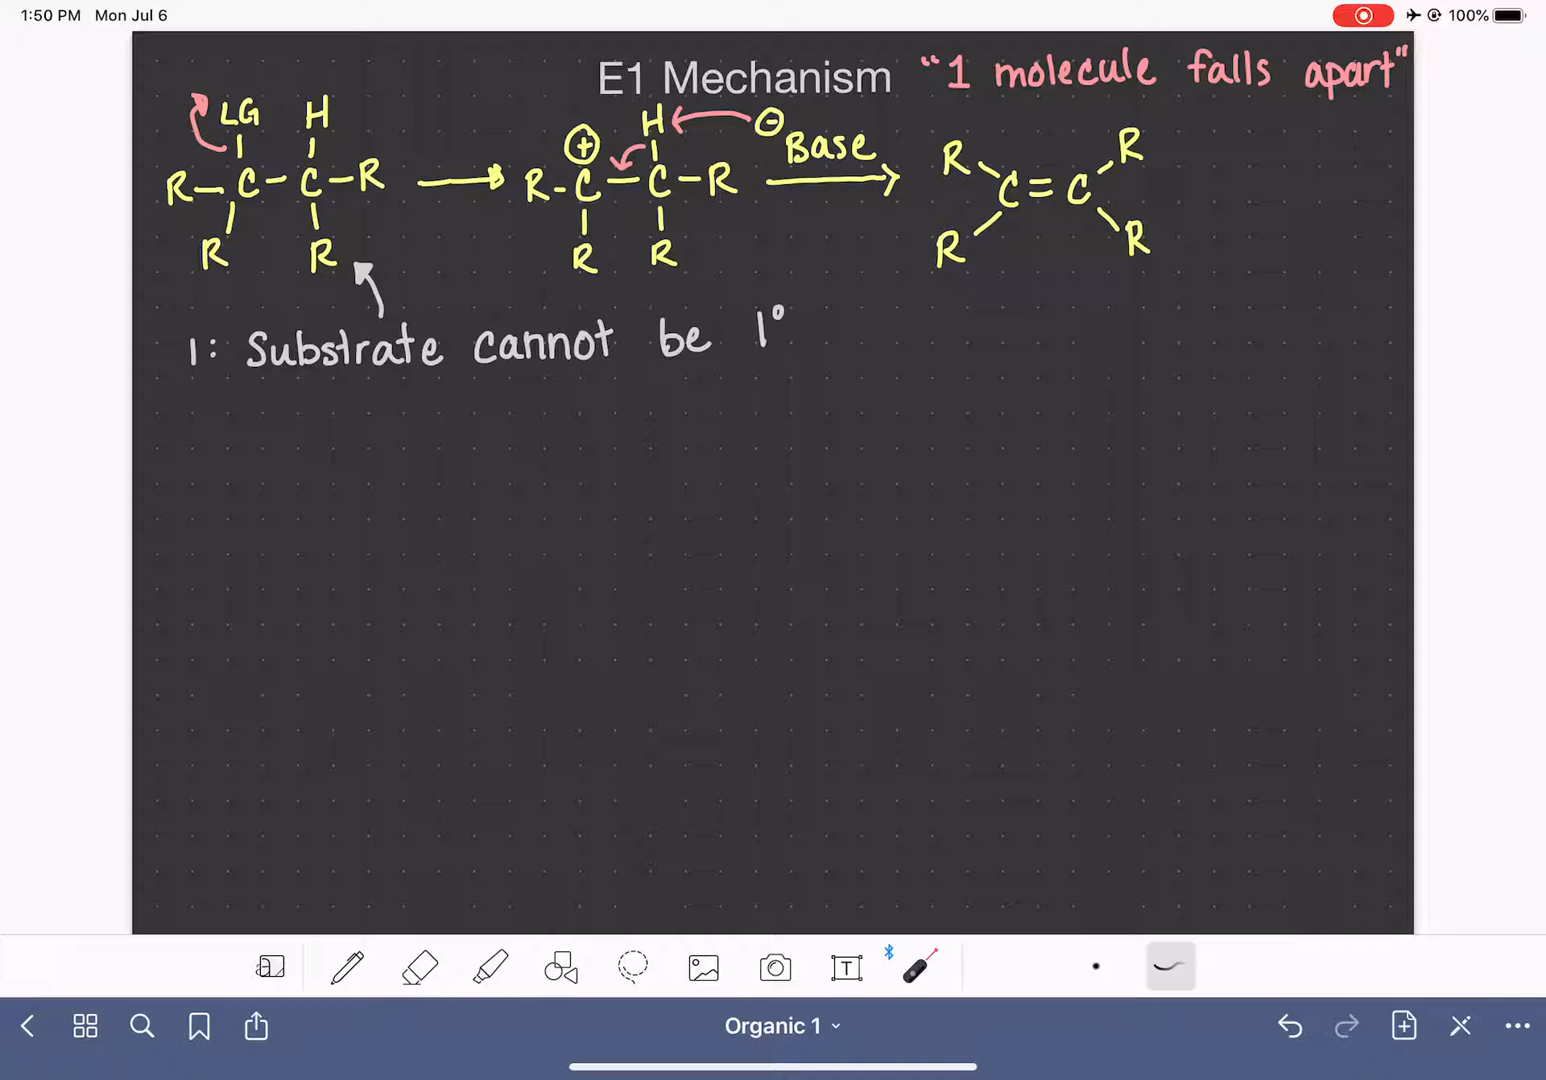 1:50 PM Mon Jul 6
100%
E1 Mechanism "1 molecule falls apart"
LG H
R-C-C-R
R R
⊕ H ⊖
R-C-C-R
R R
Base
R R
C=C
R R
1: Substrate cannot be 1°
T
Organic 1